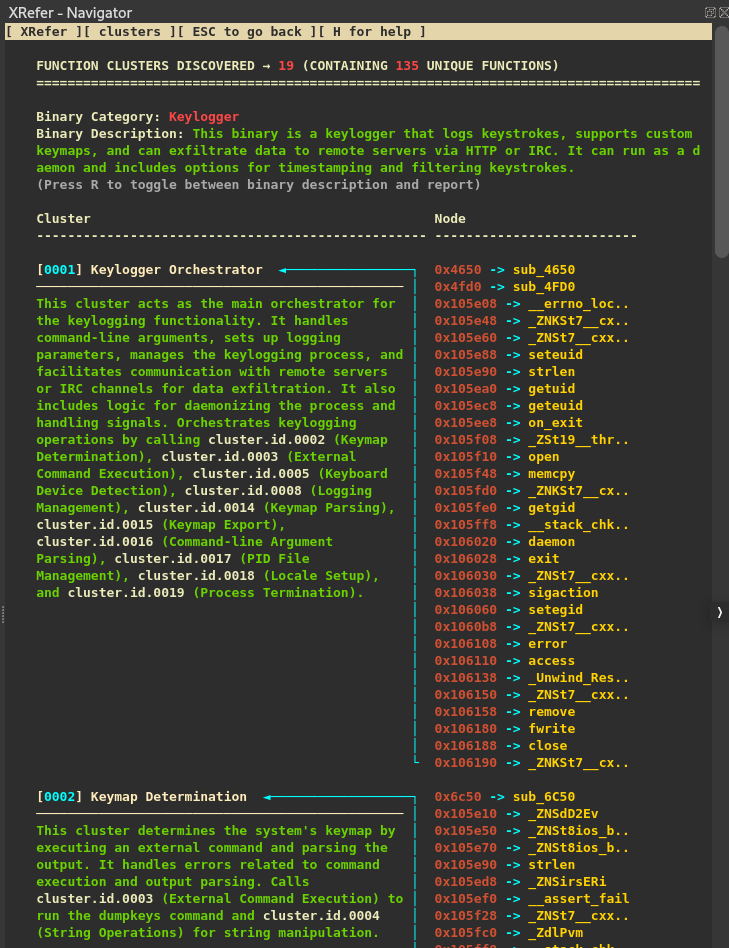 XRefer - Navigator
[ XRefer ][ clusters ][ ESC to go back ][ H for help ]
FUNCTION CLUSTERS DISCOVERED → 19 (CONTAINING 135 UNIQUE FUNCTIONS)
=====================================================================================
Binary Category: Keylogger
Binary Description: This binary is a keylogger that logs keystrokes, supports custom
keymaps, and can exfiltrate data to remote servers via HTTP or IRC. It can run as a d
aemon and includes options for timestamping and filtering keystrokes.
(Press R to toggle between binary description and report)
Cluster Node
-------------------------------------------------- --------------------------
[0001] Keylogger Orchestrator ◄ 0x4650 -> sub_4650
0x4fd0 -> sub_4FD0
This cluster acts as the main orchestrator for 0x105e08 -> __errno_loc..
the keylogging functionality. It handles 0x105e48 -> _ZNKSt7__cx..
command-line arguments, sets up logging 0x105e60 -> _ZNSt7__cxx..
parameters, manages the keylogging process, and 0x105e88 -> seteuid
facilitates communication with remote servers 0x105e90 -> strlen
or IRC channels for data exfiltration. It also 0x105ea0 -> getuid
includes logic for daemonizing the process and 0x105ec8 -> geteuid
handling signals. Orchestrates keylogging 0x105ee8 -> on_exit
operations by calling cluster.id.0002 (Keymap 0x105f08 -> _ZSt19__thr..
Determination), cluster.id.0003 (External 0x105f10 -> open
Command Execution), cluster.id.0005 (Keyboard 0x105f48 -> memcpy
Device Detection), cluster.id.0008 (Logging 0x105fd0 -> _ZNKSt7__cx..
Management), cluster.id.0014 (Keymap Parsing), 0x105fe0 -> getgid
cluster.id.0015 (Keymap Export), 0x105ff8 -> __stack_chk..
cluster.id.0016 (Command-line Argument 0x106020 -> daemon
Parsing), cluster.id.0017 (PID File 0x106028 -> exit
Management), cluster.id.0018 (Locale Setup), 0x106030 -> _ZNSt7__cxx..
and cluster.id.0019 (Process Termination). 0x106038 -> sigaction
0x106060 -> setegid
0x1060b8 -> _ZNSt7__cxx..
0x106108 -> error
0x106110 -> access
0x106138 -> _Unwind_Res..
0x106150 -> _ZNSt7__cxx..
0x106158 -> remove
0x106180 -> fwrite
0x106188 -> close
0x106190 -> _ZNKSt7__cx..
[0002] Keymap Determination ◄ 0x6c50 -> sub_6C50
0x105e10 -> _ZNSdD2Ev
This cluster determines the system's keymap by 0x105e50 -> _ZNSt8ios_b..
executing an external command and parsing the 0x105e70 -> _ZNSt8ios_b..
output. It handles errors related to command 0x105e90 -> strlen
execution and output parsing. Calls 0x105ed8 -> _ZNSirsERi
cluster.id.0003 (External Command Execution) to 0x105ef0 -> __assert_fail
run the dumpkeys command and cluster.id.0004 0x105f28 -> _ZNSt7__cxx..
(String Operations) for string manipulation. 0x105fc0 -> _ZdlPvm